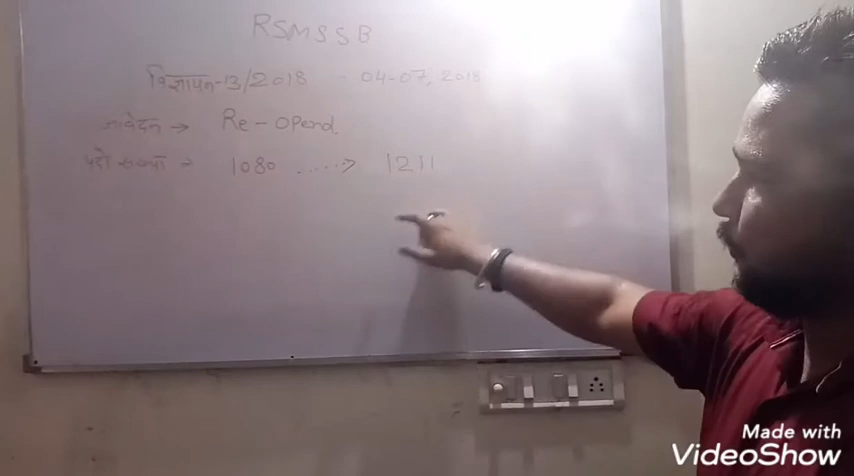 RSMSSB
विज्ञापन-13/2018 - 04-07, 2018
आवेदन → Re-Opend.
पदों संख्या → 1080 .....> 1211
Made with
VideoShow